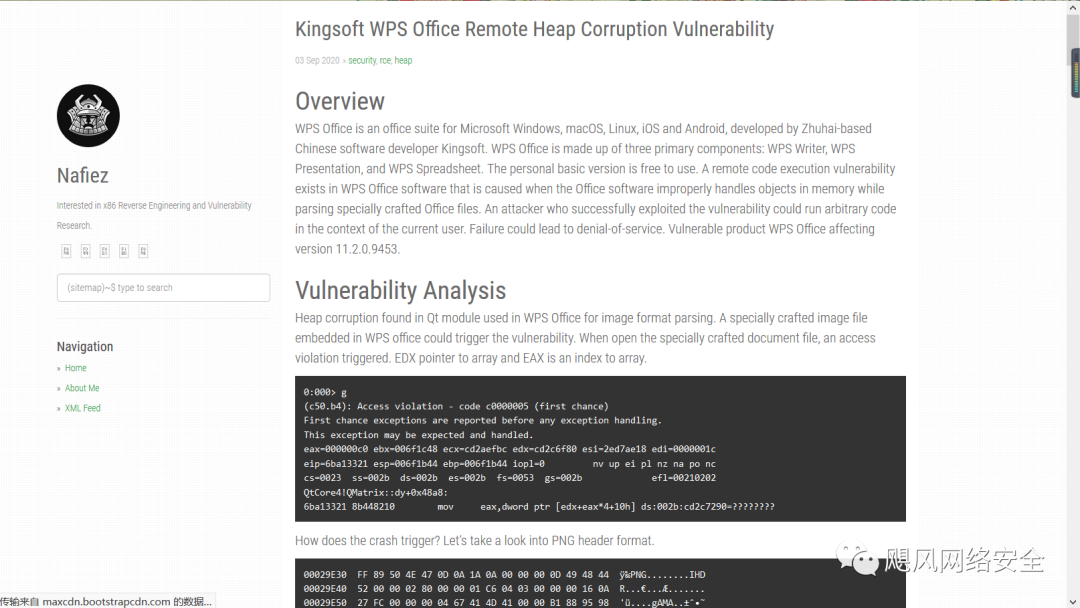 Kingsoft WPS Office Remote Heap Corruption Vulnerability
03 Sep 2020 » security, rce, heap
Overview
WPS Office is an office suite for Microsoft Windows, macOS, Linux, iOS and Android, developed by Zhuhai-based
Chinese software developer Kingsoft. WPS Office is made up of three primary components: WPS Writer, WPS
Presentation, and WPS Spreadsheet. The personal basic version is free to use. A remote code execution vulnerability
exists in WPS Office software that is caused when the Office software improperly handles objects in memory while
parsing specially crafted Office files. An attacker who successfully exploited the vulnerability could run arbitrary code
in the context of the current user. Failure could lead to denial-of-service. Vulnerable product WPS Office affecting
version 11.2.0.9453.
Nafiez
Interested in x86 Reverse Engineering and Vulnerability
Research.
(sitemap)~$ type to search
Navigation
» Home
» About Me
» XML Feed
Vulnerability Analysis
Heap corruption found in Qt module used in WPS Office for image format parsing. A specially crafted image file
embedded in WPS office could trigger the vulnerability. When open the specially crafted document file, an access
violation triggered. EDX pointer to array and EAX is an index to array.
0:000> g
(c50.b4): Access violation - code c0000005 (first chance)
First chance exceptions are reported before any exception handling.
This exception may be expected and handled.
eax=000000c0 ebx=006f1c48 ecx=cd2aefbc edx=cd2c6f80 esi=2ed7ae18 edi=0000001c
eip=6ba13321 esp=006f1b44 ebp=006f1b44 iopl=0 nv up ei pl nz na po nc
cs=0023 ss=002b ds=002b es=002b fs=0053 gs=002b efl=00210202
QtCore4!QMatrix::dy+0x48a8:
6ba13321 8b448210 mov eax,dword ptr [edx+eax*4+10h] ds:002b:cd2c7290=????????
How does the crash trigger? Let's take a look into PNG header format.
00029E30 FF 89 50 4E 47 0D 0A 1A 0A 00 00 00 0D 49 48 44 ÿ‰PNG........IHD
00029E40 52 00 00 02 80 00 00 01 C6 04 03 00 00 00 16 0A R...€...Æ.......
00029E50 27 FC 00 00 00 04 67 41 4D 41 00 00 B1 88 95 98 'ü....gAMA..±ˆ•˜
飓风网络安全
传输来自 maxcdn.bootstrapcdn.com 的数据...